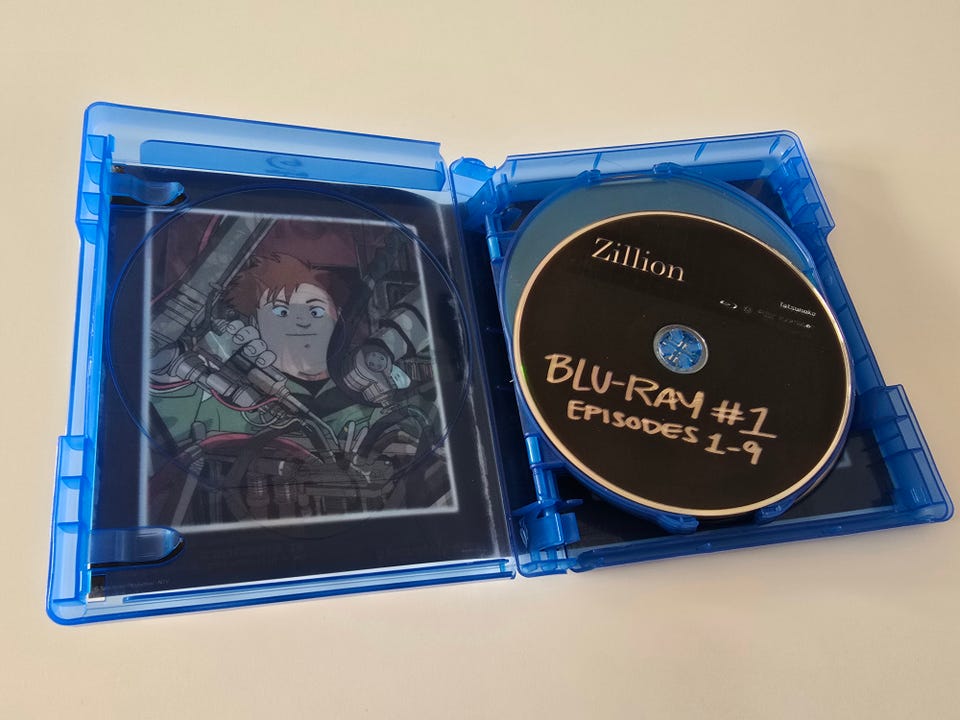 Zillion
Tatsunoko
BLU-RAY #1
EPISODES 1-9